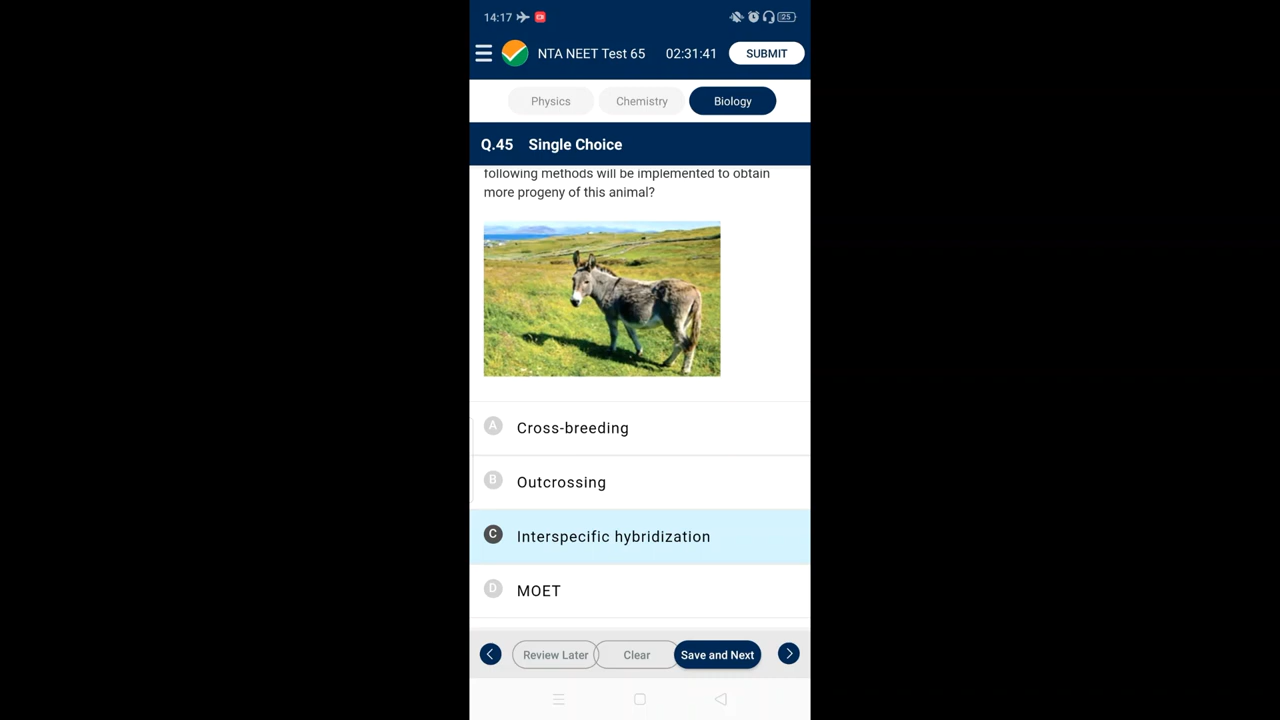 14:17
25
NTA NEET Test 65
02:31:41
SUBMIT
Physics
Chemistry
Biology
Q.45 Single Choice
following methods will be implemented to obtain
more progeny of this animal?
A Cross-breeding
B Outcrossing
C Interspecific hybridization
D MOET
Review Later
Clear
Save and Next